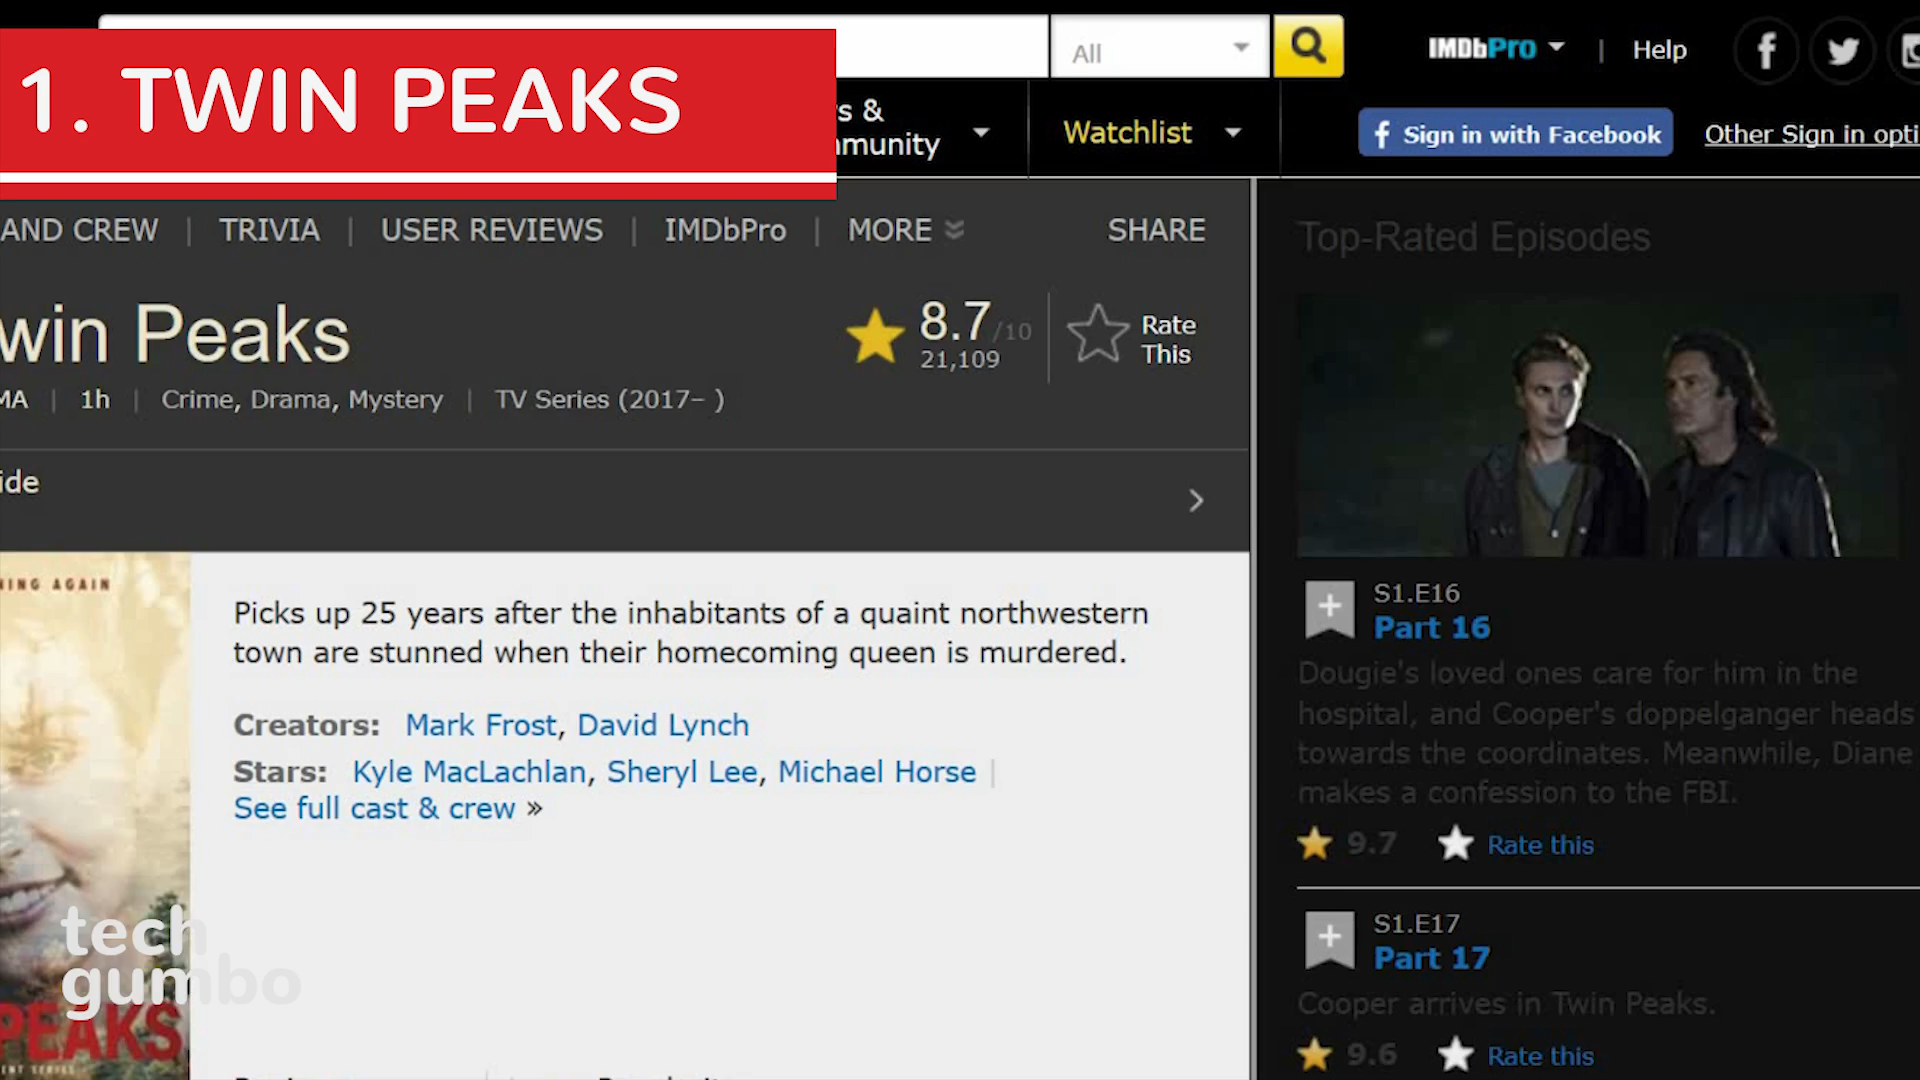 1. TWIN PEAKS
All
IMDbPro
|
Help
s &
mmunity
Watchlist
f Sign in with Facebook
Other Sign in opti
AND CREW | TRIVIA | USER REVIEWS | IMDbPro | MORE
SHARE
win Peaks
8.7/10
21,109
Rate
This
MA | 1h | Crime, Drama, Mystery | TV Series (2017– )
ide
ING AGAIN
Picks up 25 years after the inhabitants of a quaint northwestern
town are stunned when their homecoming queen is murdered.
Creators: Mark Frost, David Lynch
Stars: Kyle MacLachlan, Sheryl Lee, Michael Horse |
See full cast & crew »
tech
gumbo
PEAKS
ENT SERIES
Top-Rated Episodes
S1.E16
Part 16
Dougie's loved ones care for him in the
hospital, and Cooper's doppelganger heads
towards the coordinates. Meanwhile, Diane
makes a confession to the FBI.
9.7 Rate this
S1.E17
Part 17
Cooper arrives in Twin Peaks.
9.6 Rate this